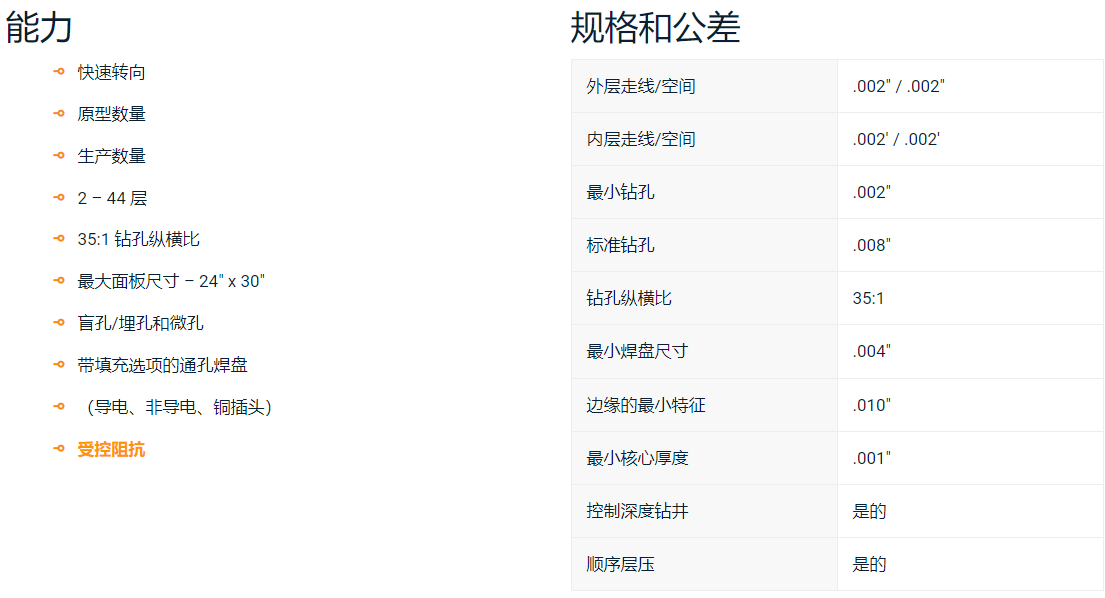 能力
快速转向
原型数量
生产数量
2 – 44 层
35:1 钻孔纵横比
最大面板尺寸 – 24" x 30"
盲孔/埋孔和微孔
带填充选项的通孔焊盘
（导电、非导电、铜插头）
受控阻抗
规格和公差
外层走线/空间 .002" / .002"
内层走线/空间 .002' / .002'
最小钻孔 .002"
标准钻孔 .008"
钻孔纵横比 35:1
最小焊盘尺寸 .004"
边缘的最小特征 .010"
最小核心厚度 .001"
控制深度钻井 是的
顺序层压 是的